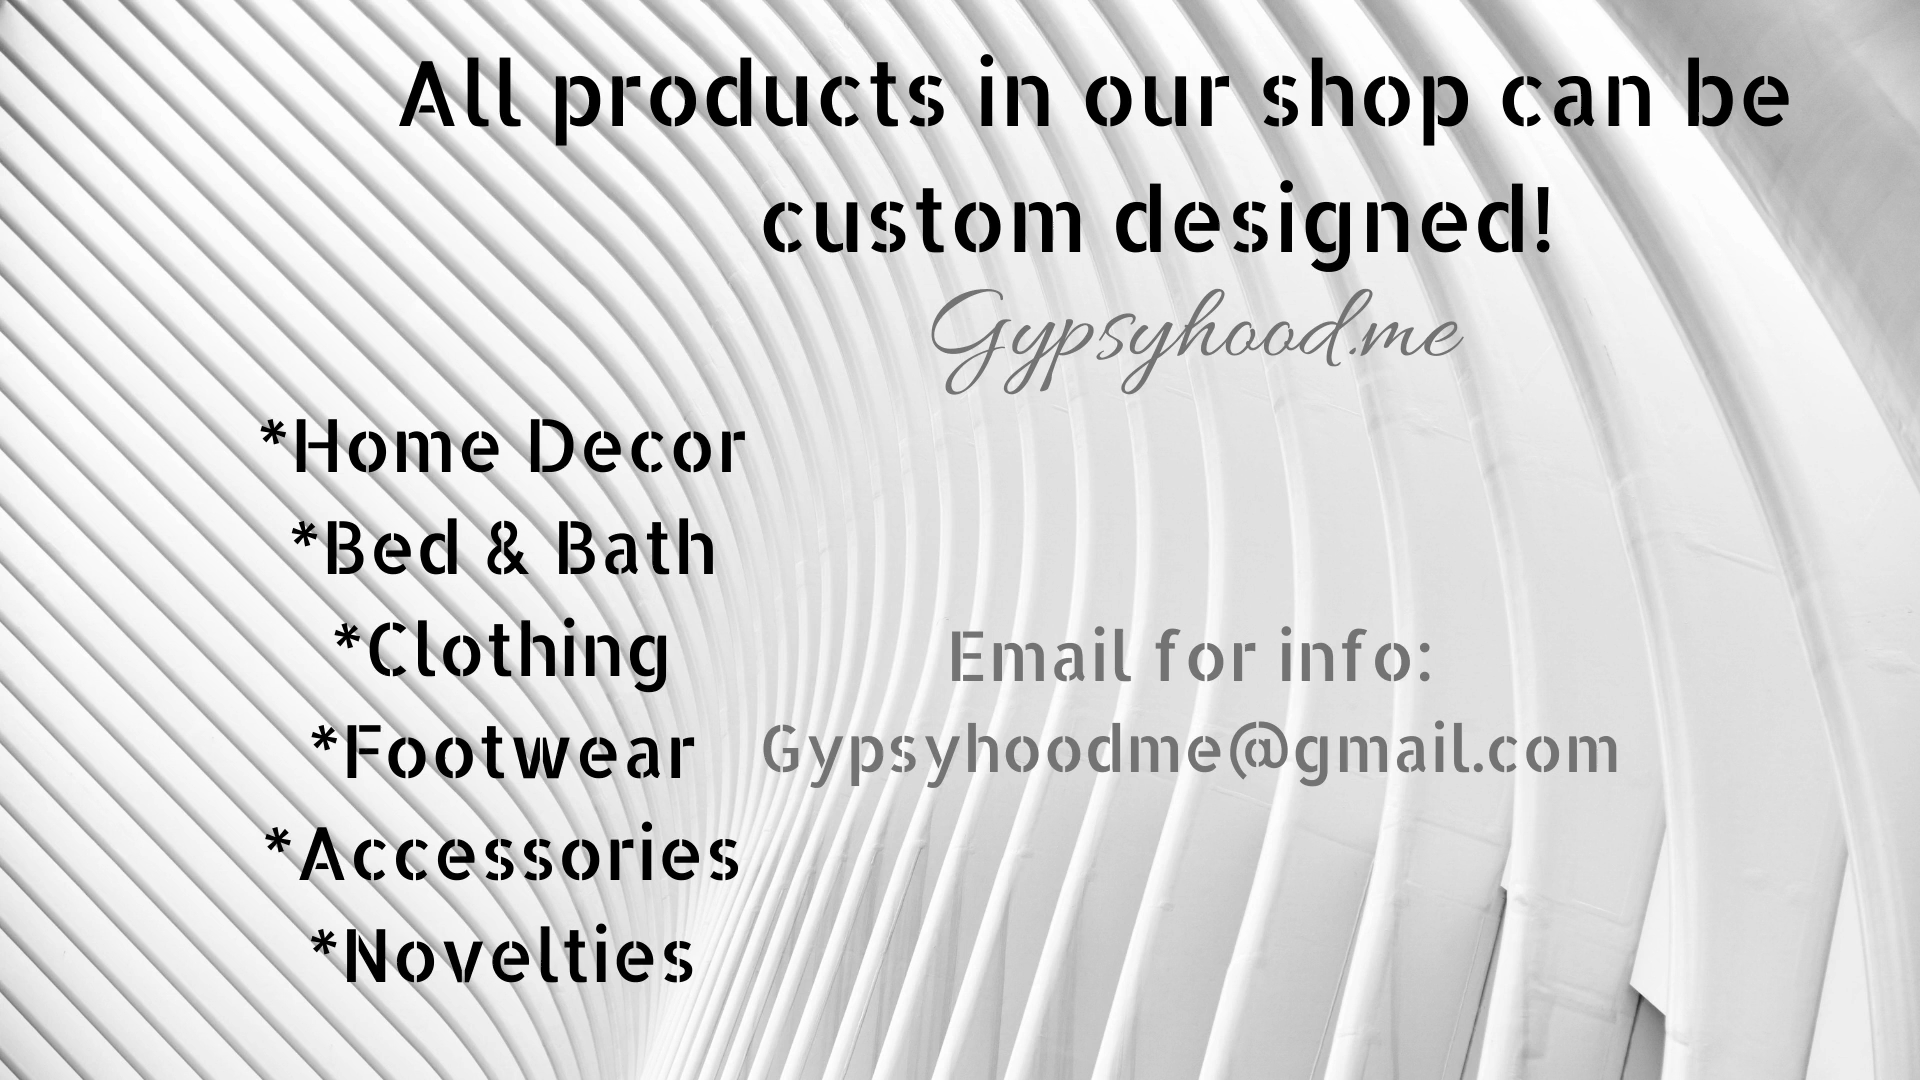 All products in our shop can be
custom designed!
Gypsyhood.me
*Home Decor
*Bed & Bath
*Clothing
*Footwear
*Accessories
*Novelties
Email for info:
Gypsyhoodme@gmail.com